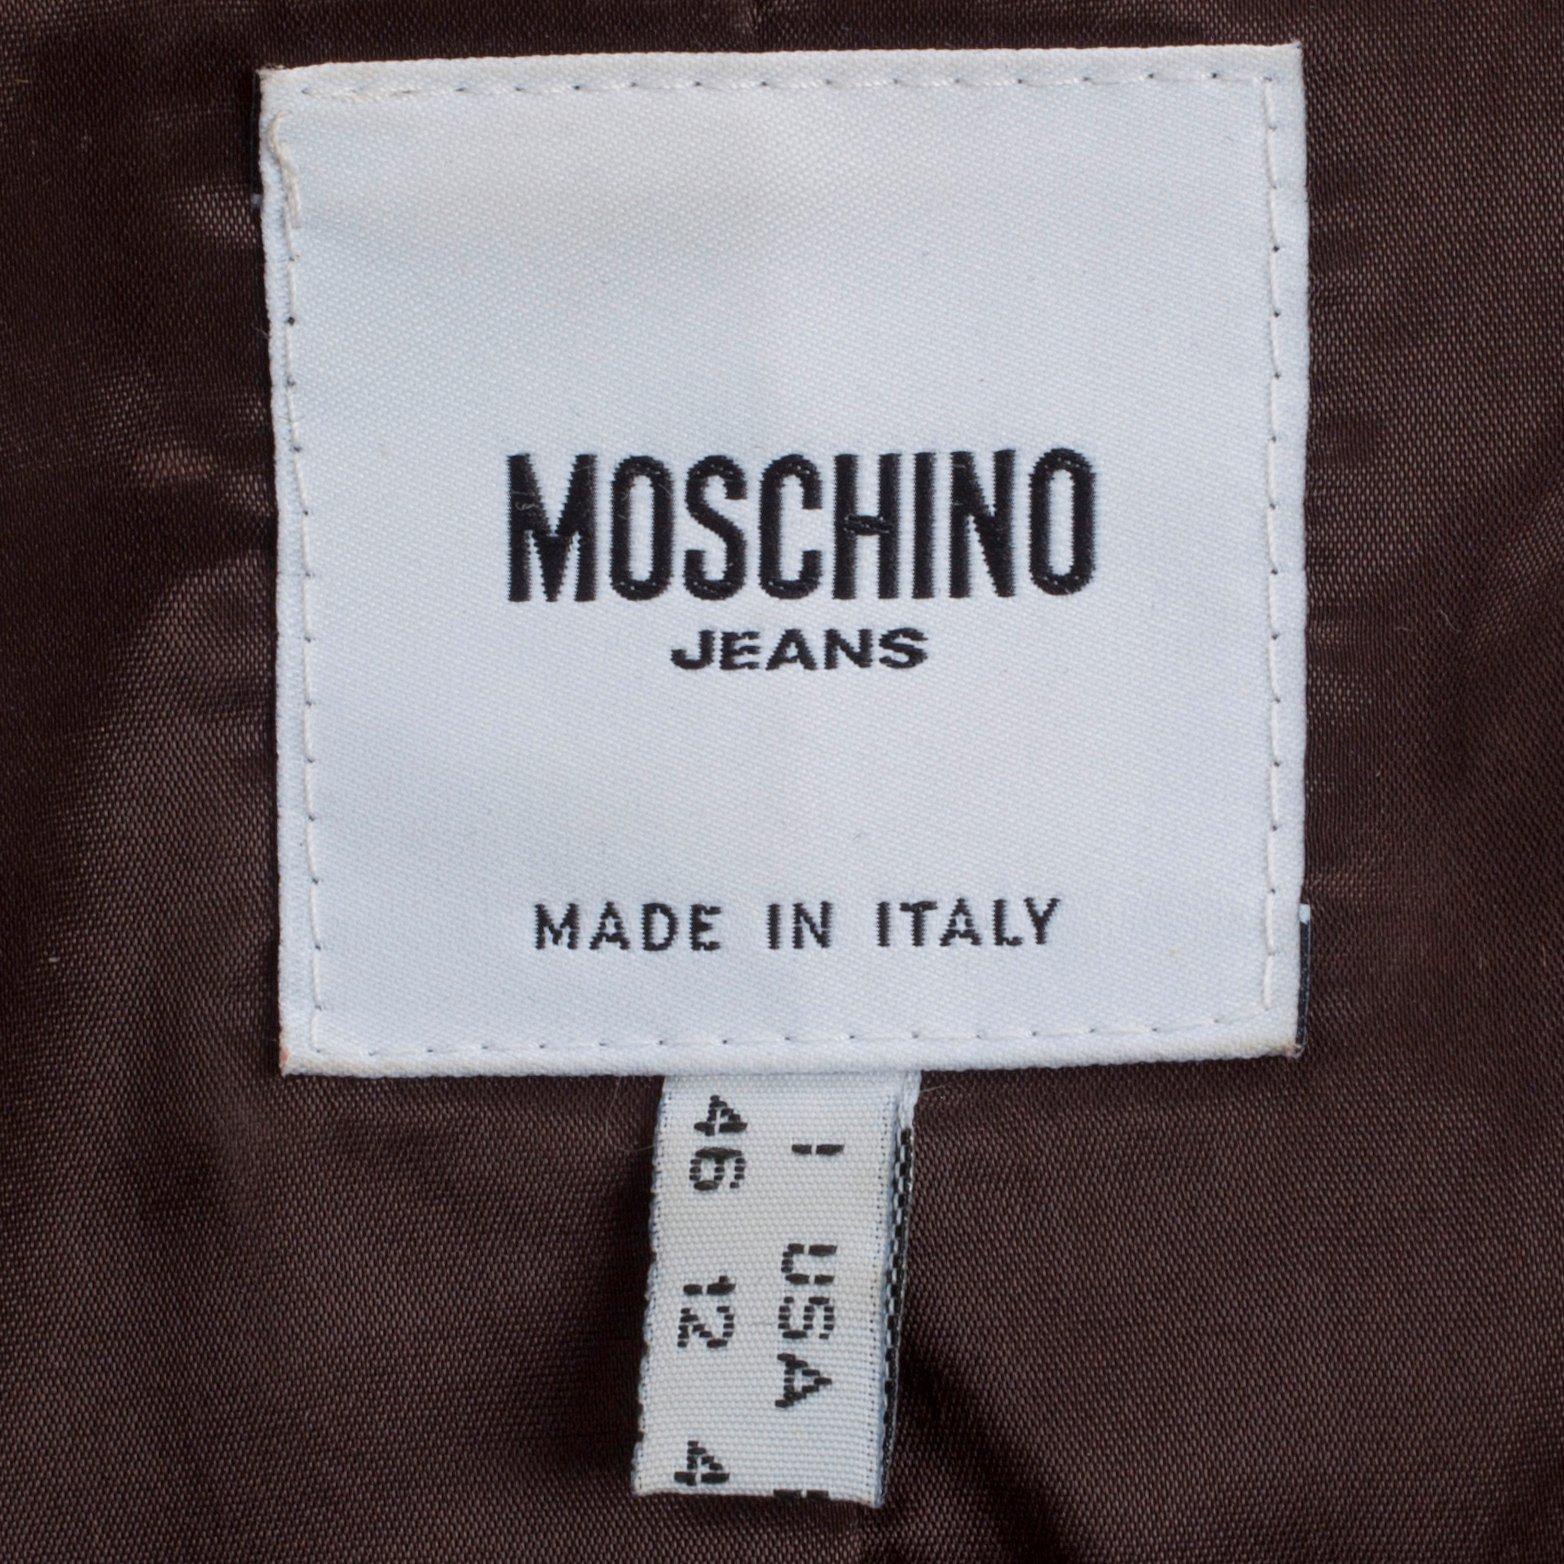 MOSCHINO
JEANS
MADE IN ITALY
I USA
46 12 4